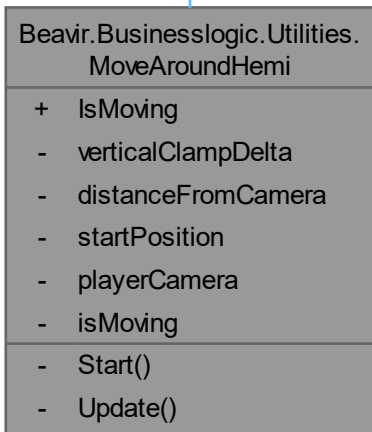 Beavir.Businesslogic.Utilities.
MoveAroundHemi
+ IsMoving
- verticalClampDelta
- distanceFromCamera
- startPosition
- playerCamera
- isMoving
- Start()
- Update()